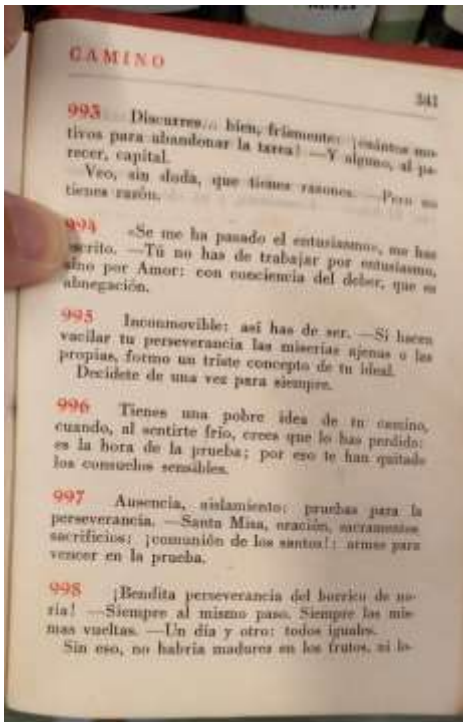 CAMINO
341
993 Discurres... bien, fríamente: ¡cuántos mo-
tivos para abandonar la tarea! —Y alguno, al pa-
recer, capital.
Veo, sin duda, que tienes razones. —Pero no
tienes razón.
994 «Se me ha pasado el entusiasmo», me has
escrito. —Tú no has de trabajar por entusiasmo,
sino por Amor: con conciencia del deber, que es
abnegación.
995 Inconmovible: así has de ser. —Si hacen
vacilar tu perseverancia las miserias ajenas o las
propias, formo un triste concepto de tu ideal.
Decídete de una vez para siempre.
996 Tienes una pobre idea de tu camino,
cuando, al sentirte frío, crees que lo has perdido:
es la hora de la prueba; por eso te han quitado
los consuelos sensibles.
997 Ausencia, aislamiento: pruebas para la
perseverancia. —Santa Misa, oración, sacramentos
sacrificios: ¡comunión de los santos!: armas para
vencer en la prueba.
998 ¡Bendita perseverancia del borrico de no-
ria! —Siempre al mismo paso. Siempre las mis-
mas vueltas. —Un día y otro: todos iguales.
Sin eso, no habría madurez en los frutos, ni lo-